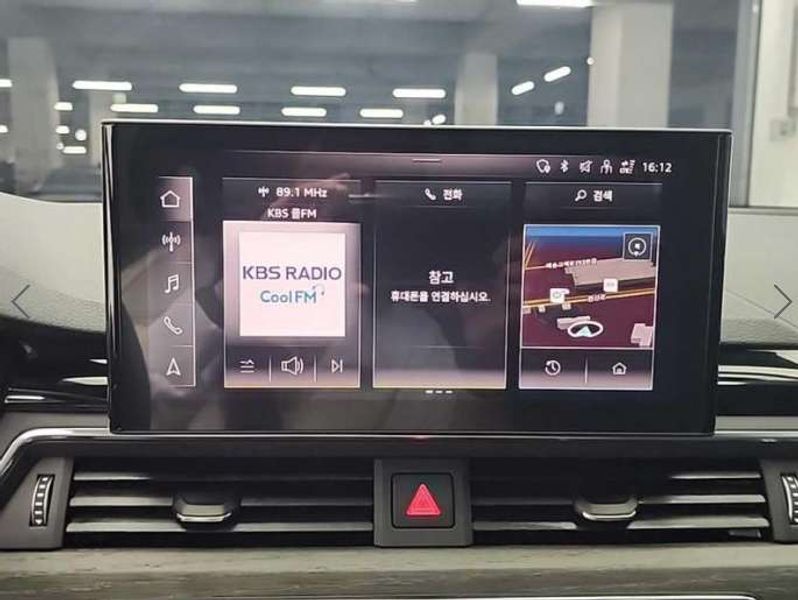 16:12
89.1 MHz
KBS 쿨FM
KBS RADIO
Cool FM
전화
참고
휴대폰을 연결하십시오.
검색